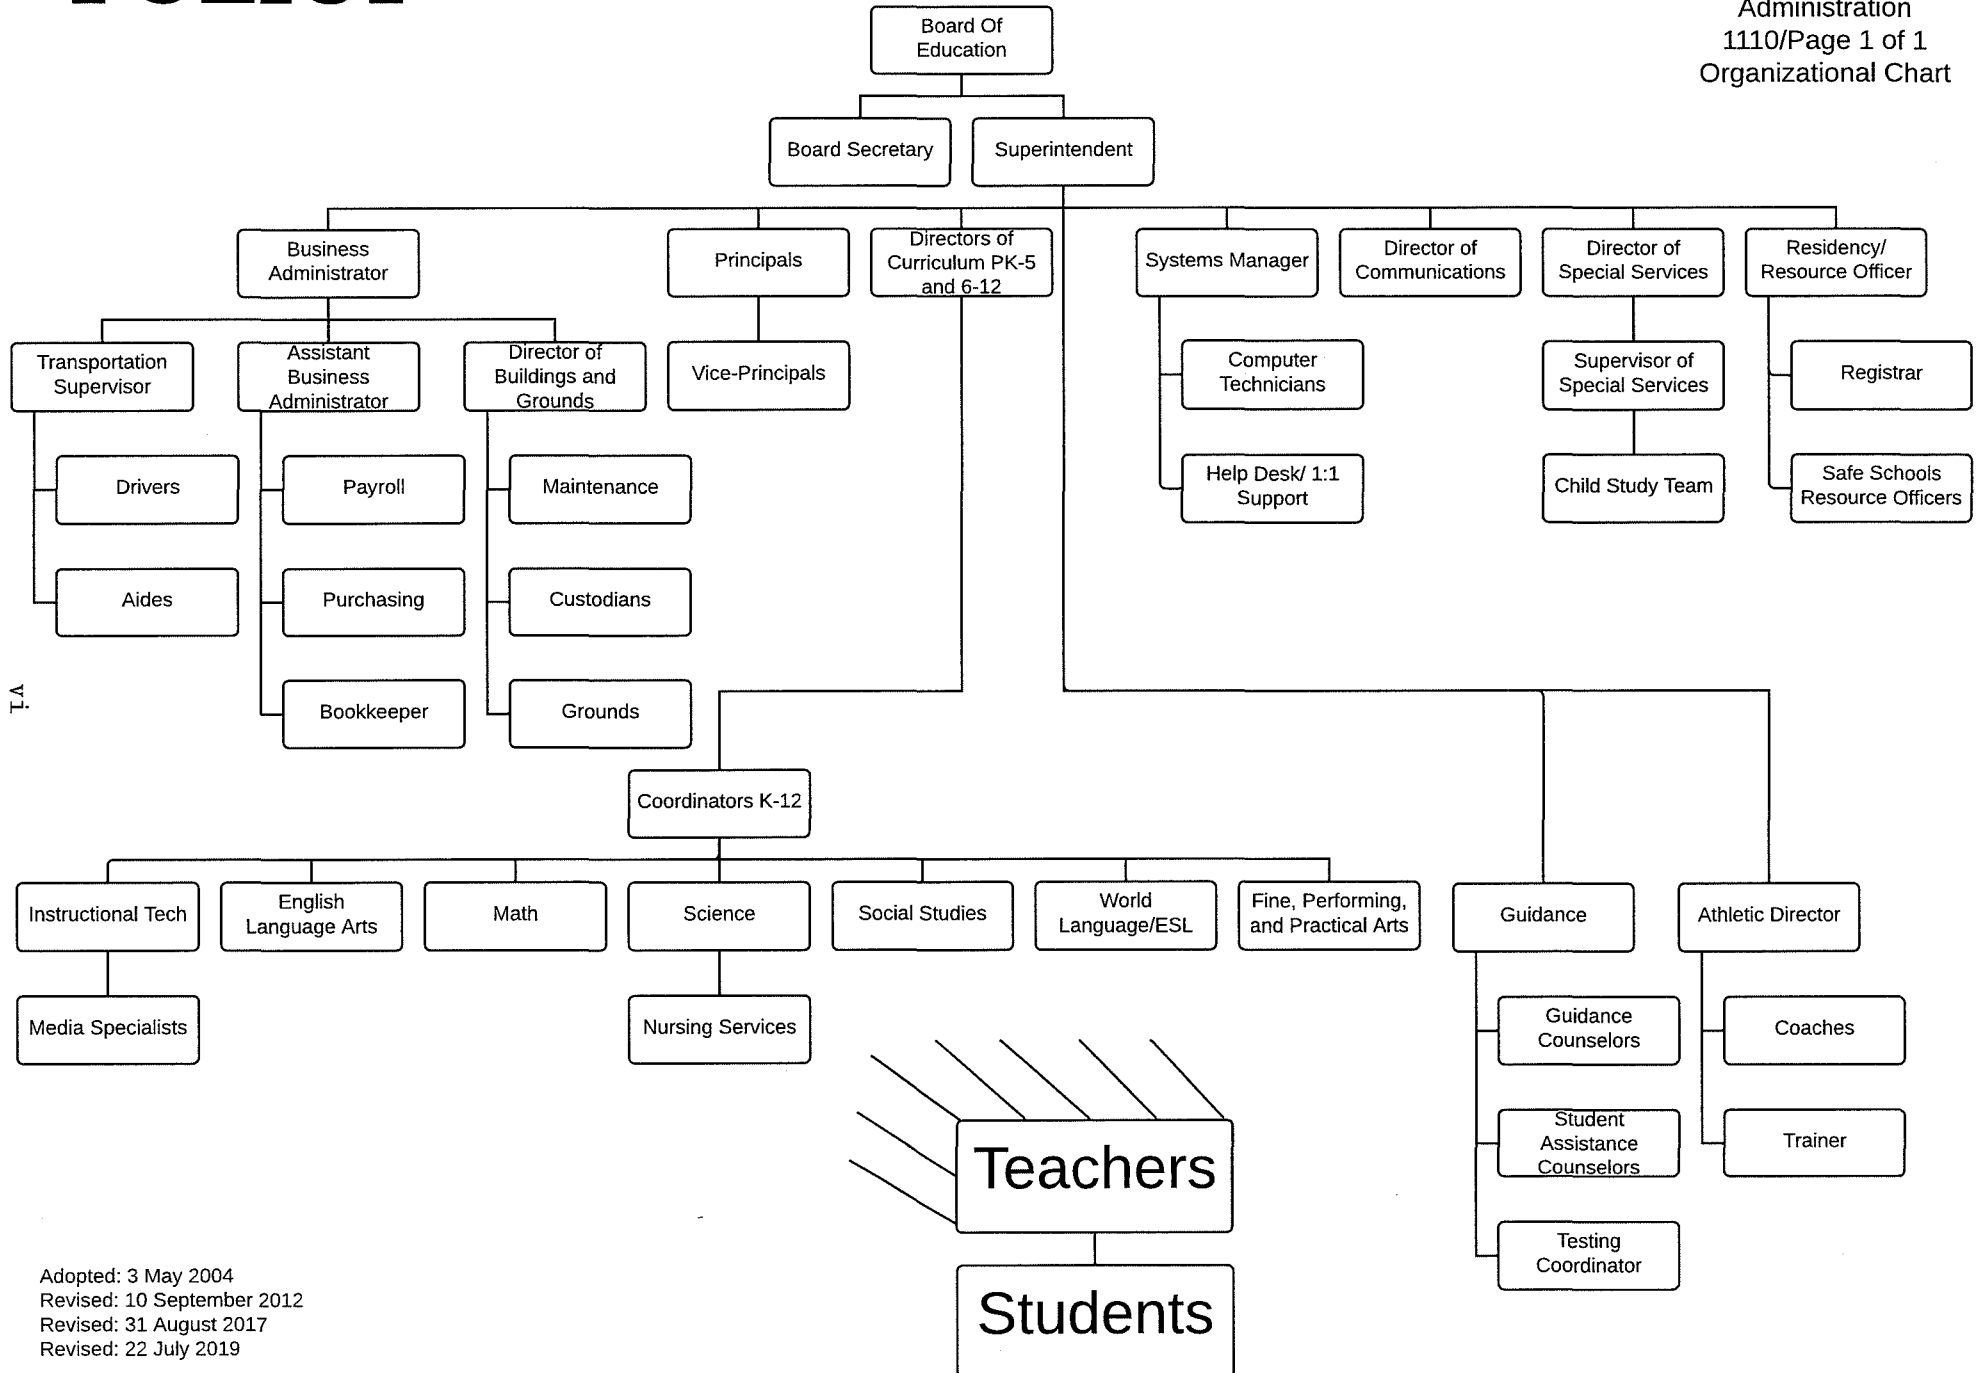 POLICY
Administration
1110/Page 1 of 1
Organizational Chart
Board Of
Education
Board Secretary
Superintendent
Business
Administrator
Principals
Directors of
Curriculum PK-5
and 6-12
Systems Manager
Director of
Communications
Director of
Special Services
Residency/
Resource Officer
Transportation
Supervisor
Assistant
Business
Administrator
Director of
Buildings and
Grounds
Vice-Principals
Computer
Technicians
Supervisor of
Special Services
Registrar
Drivers
Payroll
Maintenance
Help Desk/ 1:1
Support
Child Study Team
Safe Schools
Resource Officers
Aides
Purchasing
Custodians
Bookkeeper
Grounds
vi
Coordinators K-12
Instructional Tech
English
Language Arts
Math
Science
Social Studies
World
Language/ESL
Fine, Performing,
and Practical Arts
Guidance
Athletic Director
Media Specialists
Nursing Services
Guidance
Counselors
Coaches
Student
Assistance
Counselors
Trainer
Teachers
Testing
Coordinator
Students
Adopted: 3 May 2004
Revised: 10 September 2012
Revised: 31 August 2017
Revised: 22 July 2019